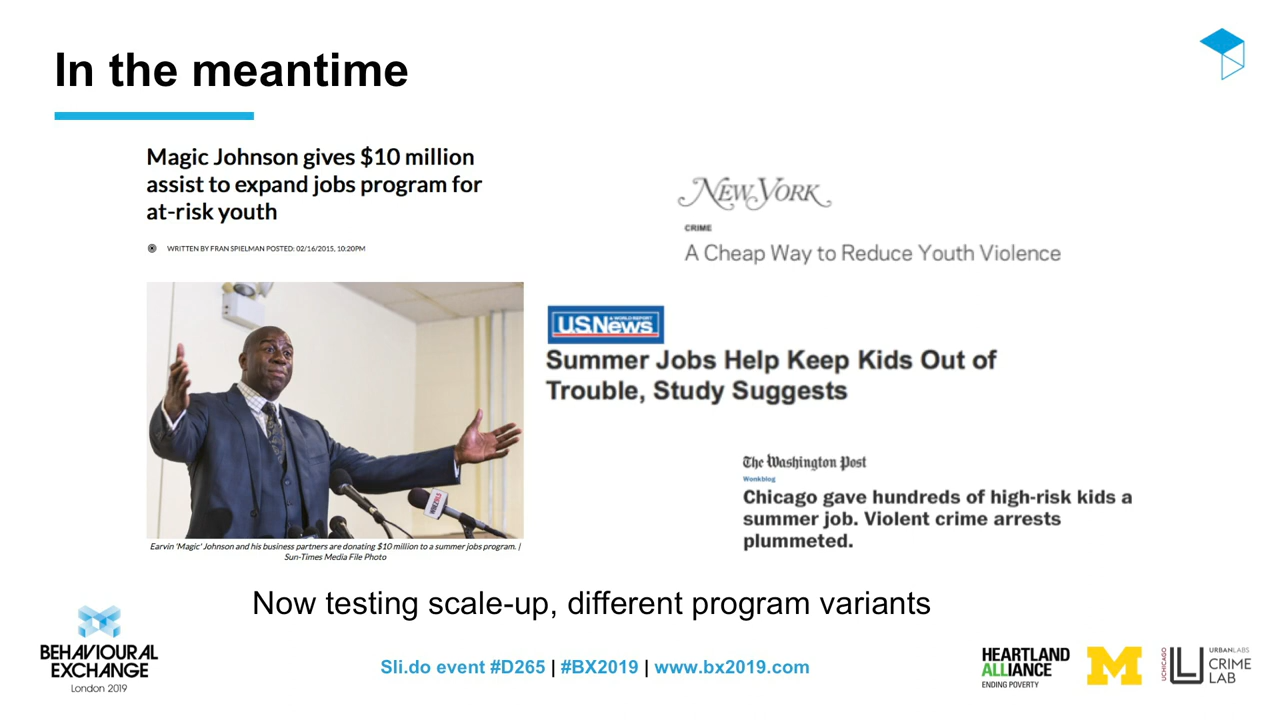 In the meantime
Magic Johnson gives $10 million
assist to expand jobs program for
at-risk youth
WRITTEN BY FRAN SPIELMAN POSTED: 02/16/2015, 10:20PM
Earvin 'Magic' Johnson and his business partners are donating $10 million to a summer jobs program. |
Sun-Times Media File Photo
NEW YORK
CRIME
A Cheap Way to Reduce Youth Violence
U.S.News
& WORLD REPORT
Summer Jobs Help Keep Kids Out of
Trouble, Study Suggests
The Washington Post
Wonkblog
Chicago gave hundreds of high-risk kids a
summer job. Violent crime arrests
plummeted.
Now testing scale-up, different program variants
BEHAVIOURAL
EXCHANGE
London 2019
Sli.do event #D265 | #BX2019 | www.bx2019.com
HEARTLAND
ALLIANCE
ENDING POVERTY
M
UCHICAGO
URBANLABS
CRIME
LAB